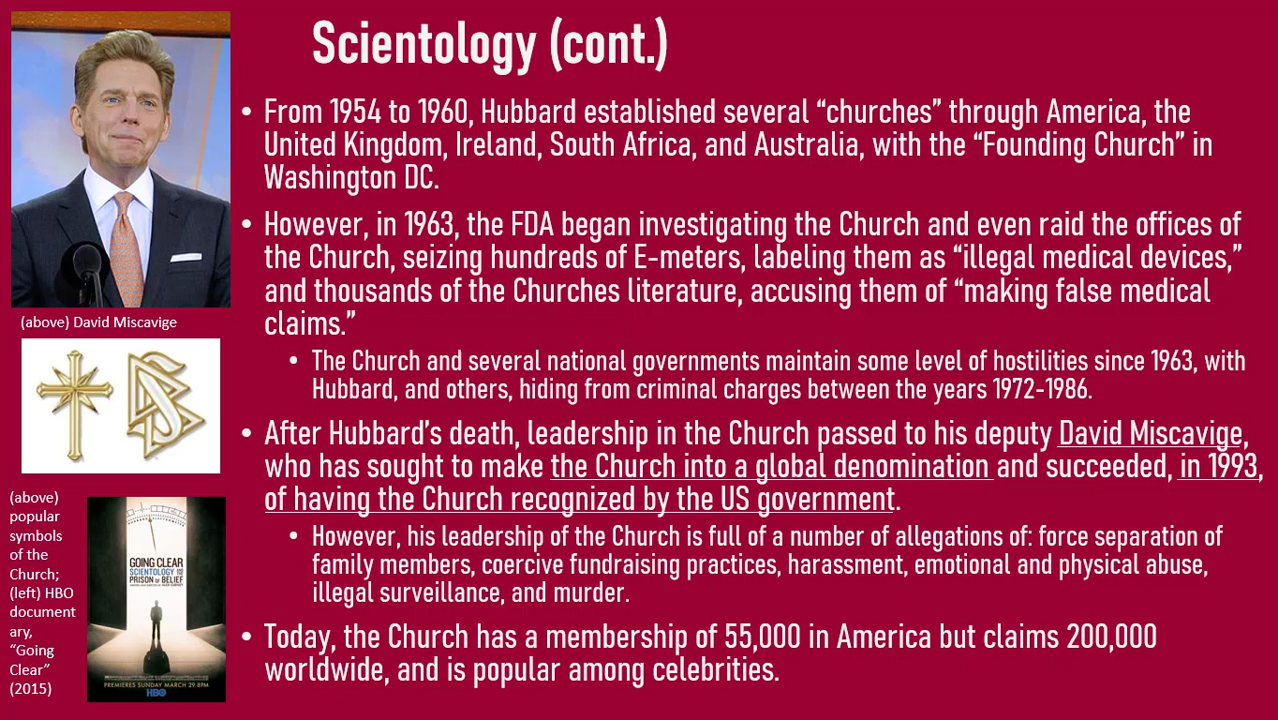 Scientology (cont.)
• From 1954 to 1960, Hubbard established several “churches” through America, the
United Kingdom, Ireland, South Africa, and Australia, with the “Founding Church” in
Washington DC.
• However, in 1963, the FDA began investigating the Church and even raid the offices of
the Church, seizing hundreds of E-meters, labeling them as “illegal medical devices,”
and thousands of the Churches literature, accusing them of “making false medical
claims.”
• The Church and several national governments maintain some level of hostilities since 1963, with
Hubbard, and others, hiding from criminal charges between the years 1972-1986.
• After Hubbard’s death, leadership in the Church passed to his deputy David Miscavige,
who has sought to make the Church into a global denomination and succeeded, in 1993,
of having the Church recognized by the US government.
• However, his leadership of the Church is full of a number of allegations of: force separation of
family members, coercive fundraising practices, harassment, emotional and physical abuse,
illegal surveillance, and murder.
• Today, the Church has a membership of 55,000 in America but claims 200,000
worldwide, and is popular among celebrities.
(above) David Miscavige
(above)
popular
symbols
of the
Church;
(left) HBO
document
ary,
“Going
Clear”
(2015)
GOING CLEAR
SCIENTOLOGY AND THE
PRISON OF BELIEF
PREMIERES SUNDAY MARCH 29, 8PM
HBO